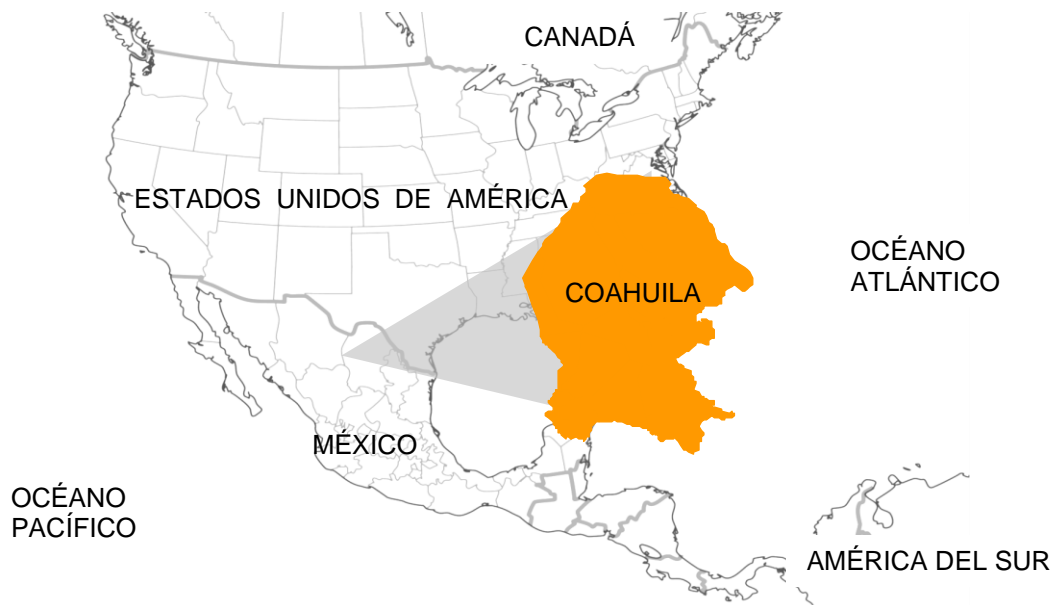 CANADÁ
ESTADOS UNIDOS DE AMÉRICA
OCÉANO
ATLÁNTICO
COAHUILA
MÉXICO
OCÉANO
PACÍFICO
AMÉRICA DEL SUR